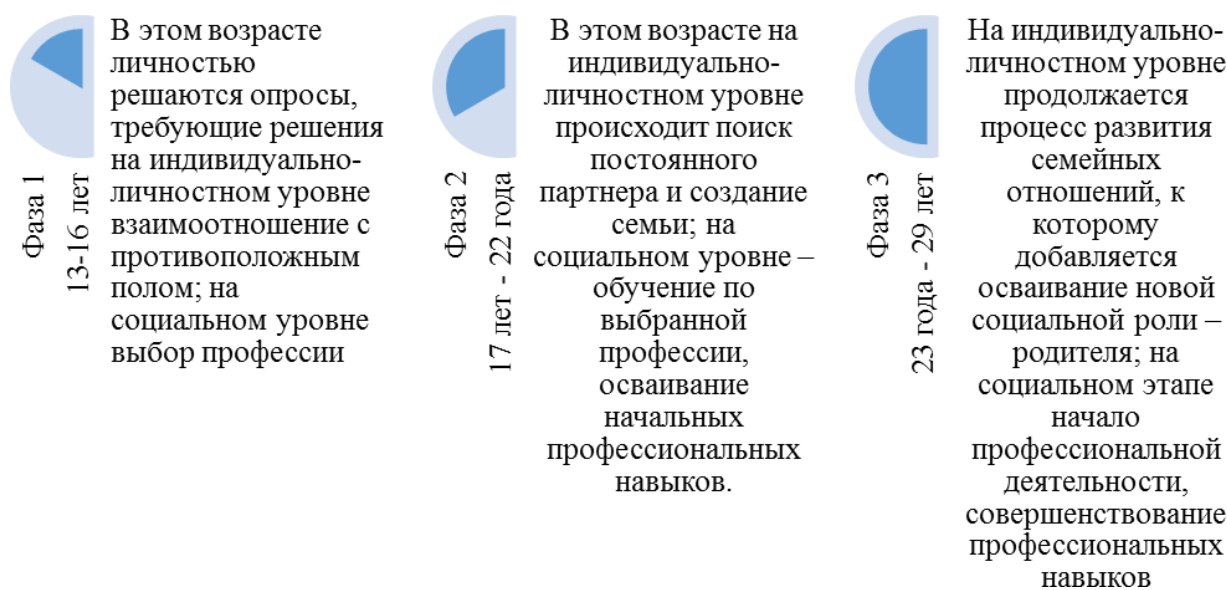 Фаза 1
13-16 лет
В этом возрасте
личностью
решаются опросы,
требующие решения
на индивидуально-
личностном уровне
взаимоотношение с
противоположным
полом; на
социальном уровне
выбор профессии
Фаза 2
17 лет - 22 года
В этом возрасте на
индивидуально-
личностном уровне
происходит поиск
постоянного
партнера и создание
семьи; на
социальном уровне –
обучение по
выбранной
профессии,
осваивание
начальных
профессиональных
навыков.
Фаза 3
23 года - 29 лет
На индивидуально-
личностном уровне
продолжается
процесс развития
семейных
отношений, к
которому
добавляется
осваивание новой
социальной роли –
родителя; на
социальном этапе
начало
профессиональной
деятельности,
совершенствование
профессиональных
навыков